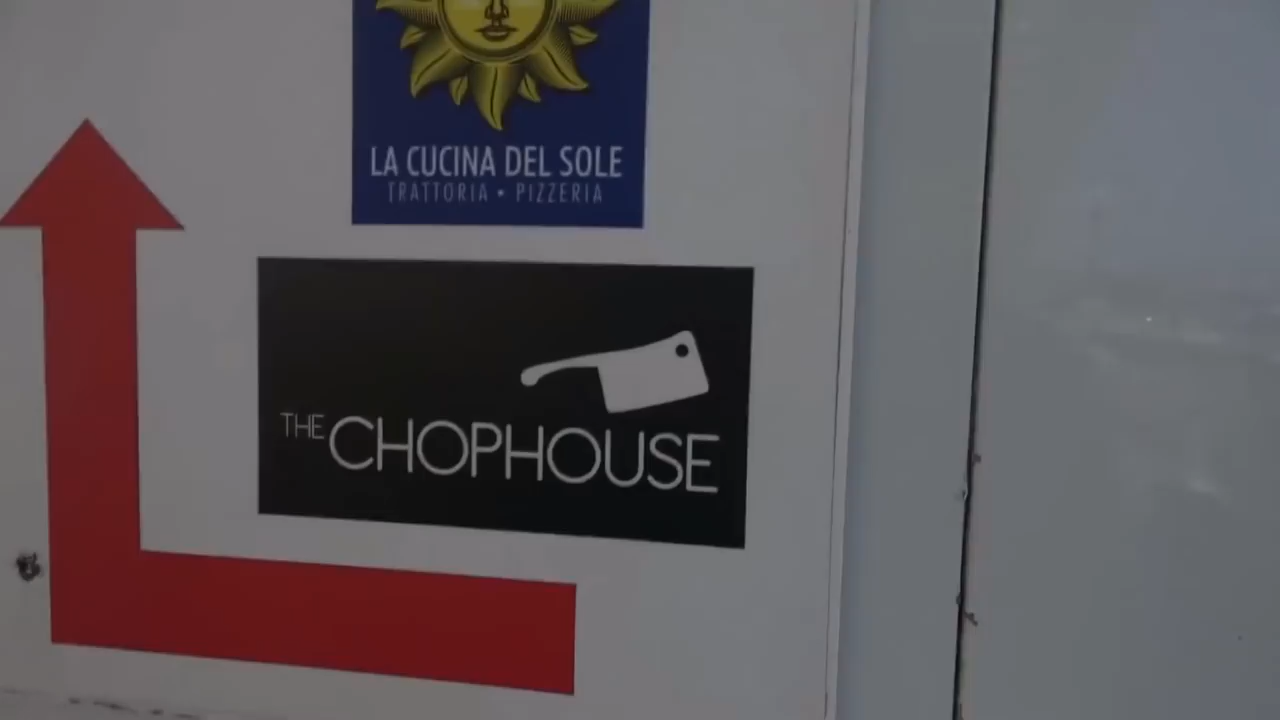 LA CUCINA DEL SOLE
TRATTORIA • PIZZERIA
THE CHOPHOUSE